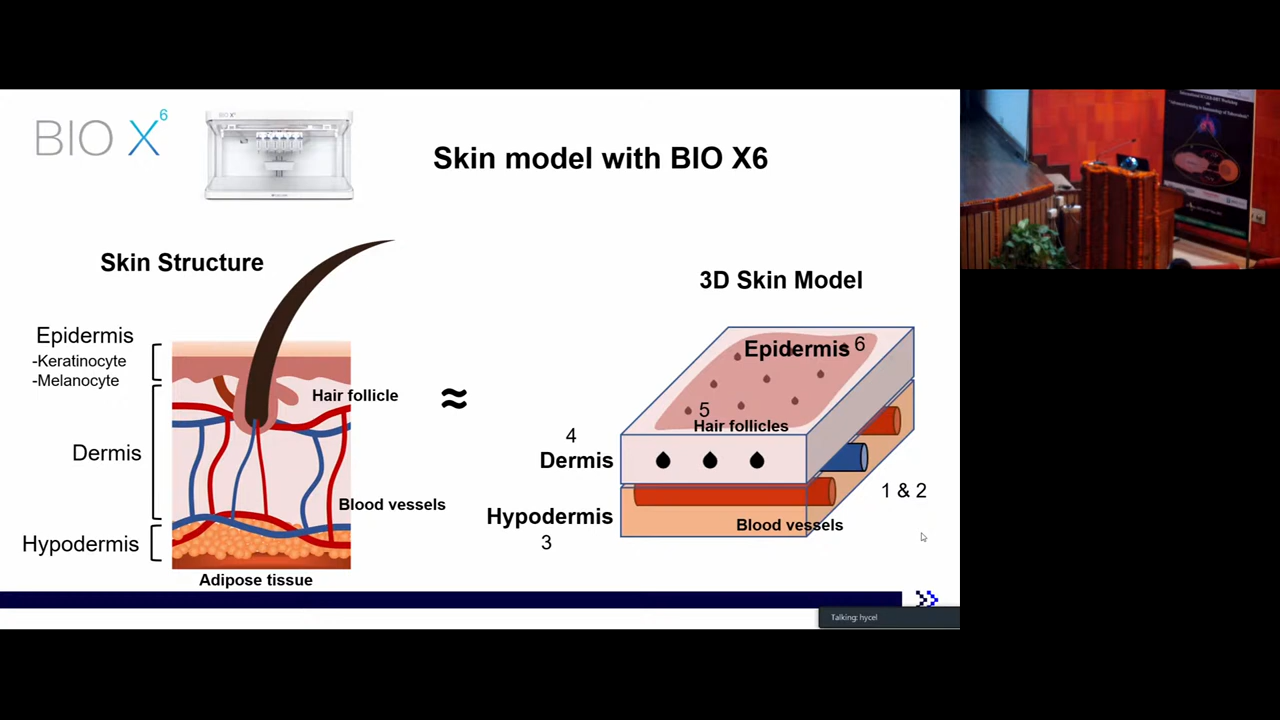 BIO X6
BIO X6
Skin model with BIO X6
Skin Structure
3D Skin Model
Epidermis
-Keratinocyte
-Melanocyte
Hair follicle
Dermis
Blood vessels
Hypodermis
Adipose tissue
≈
Epidermis 6
5
Hair follicles
4
Dermis
1 & 2
Hypodermis
Blood vessels
3
Talking: hycel